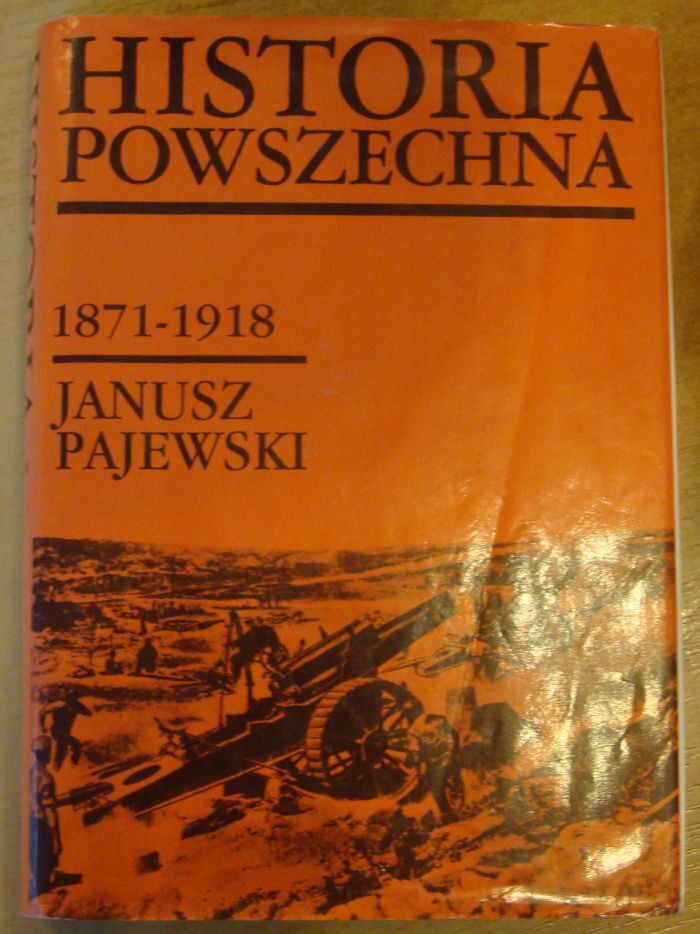 HISTORIA
POWSZECHNA
1871-1918
JANUSZ
PAJEWSKI